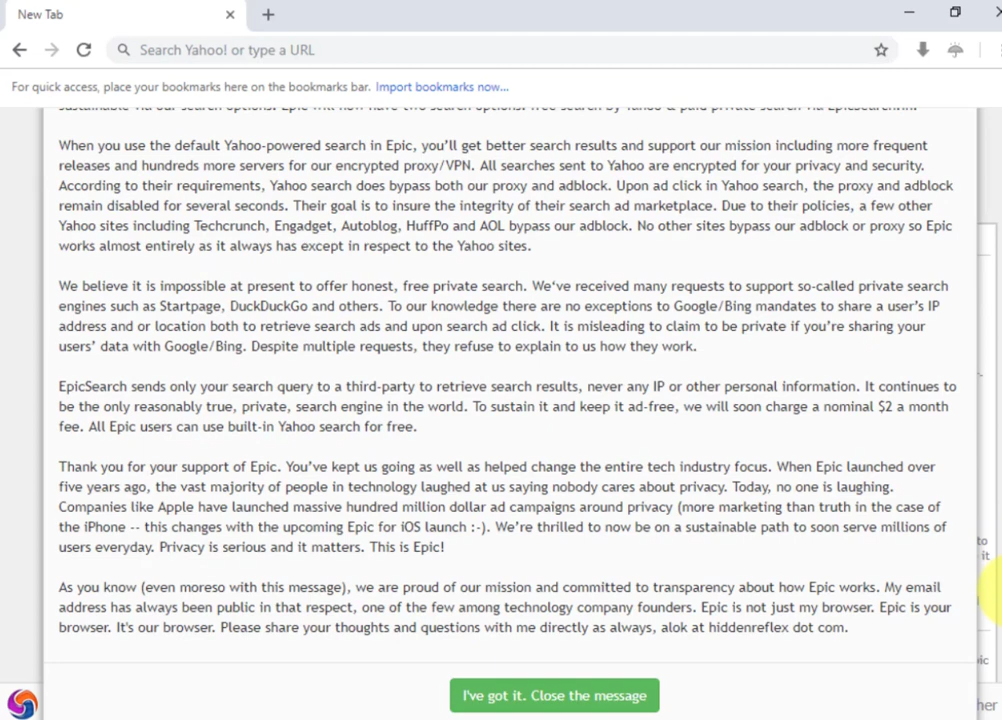 New Tab
Search Yahoo! or type a URL
For quick access, place your bookmarks here on the bookmarks bar. Import bookmarks now...
sustainable via our search options. Epic will now have two search options: free search by Yahoo & paid private search via EpicSearch.in.
When you use the default Yahoo-powered search in Epic, you’ll get better search results and support our mission including more frequent
releases and hundreds more servers for our encrypted proxy/VPN. All searches sent to Yahoo are encrypted for your privacy and security.
According to their requirements, Yahoo search does bypass both our proxy and adblock. Upon ad click in Yahoo search, the proxy and adblock
remain disabled for several seconds. Their goal is to insure the integrity of their search ad marketplace. Due to their policies, a few other
Yahoo sites including Techcrunch, Engadget, Autoblog, HuffPo and AOL bypass our adblock. No other sites bypass our adblock or proxy so Epic
works almost entirely as it always has except in respect to the Yahoo sites.
We believe it is impossible at present to offer honest, free private search. We‘ve received many requests to support so-called private search
engines such as Startpage, DuckDuckGo and others. To our knowledge there are no exceptions to Google/Bing mandates to share a user’s IP
address and or location both to retrieve search ads and upon search ad click. It is misleading to claim to be private if you’re sharing your
users’ data with Google/Bing. Despite multiple requests, they refuse to explain to us how they work.
EpicSearch sends only your search query to a third-party to retrieve search results, never any IP or other personal information. It continues to
be the only reasonably true, private, search engine in the world. To sustain it and keep it ad-free, we will soon charge a nominal $2 a month
fee. All Epic users can use built-in Yahoo search for free.
Thank you for your support of Epic. You’ve kept us going as well as helped change the entire tech industry focus. When Epic launched over
five years ago, the vast majority of people in technology laughed at us saying nobody cares about privacy. Today, no one is laughing.
Companies like Apple have launched massive hundred million dollar ad campaigns around privacy (more marketing than truth in the case of
the iPhone -- this changes with the upcoming Epic for iOS launch :-). We’re thrilled to now be on a sustainable path to soon serve millions of
users everyday. Privacy is serious and it matters. This is Epic!
As you know (even moreso with this message), we are proud of our mission and committed to transparency about how Epic works. My email
address has always been public in that respect, one of the few among technology company founders. Epic is not just my browser. Epic is your
browser. It's our browser. Please share your thoughts and questions with me directly as always, alok at hiddenreflex dot com.
I've got it. Close the message
to
it